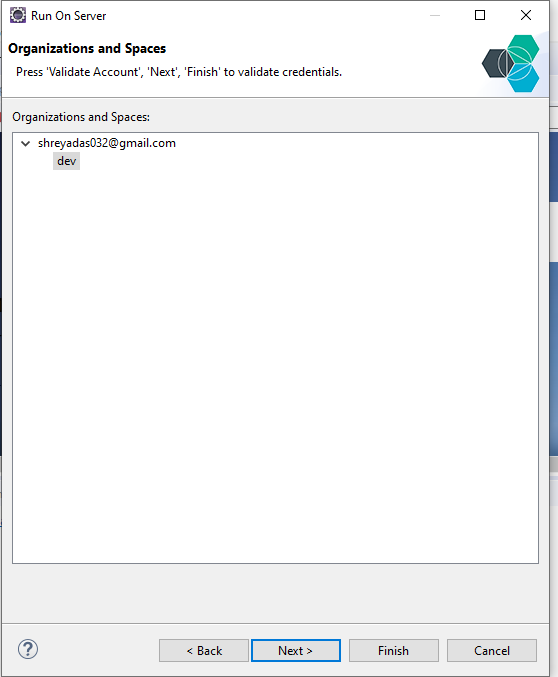 Run On Server
Organizations and Spaces
Press 'Validate Account', 'Next', 'Finish' to validate credentials.
Organizations and Spaces:
shreyadas032@gmail.com
dev
?
< Back
Next >
Finish
Cancel